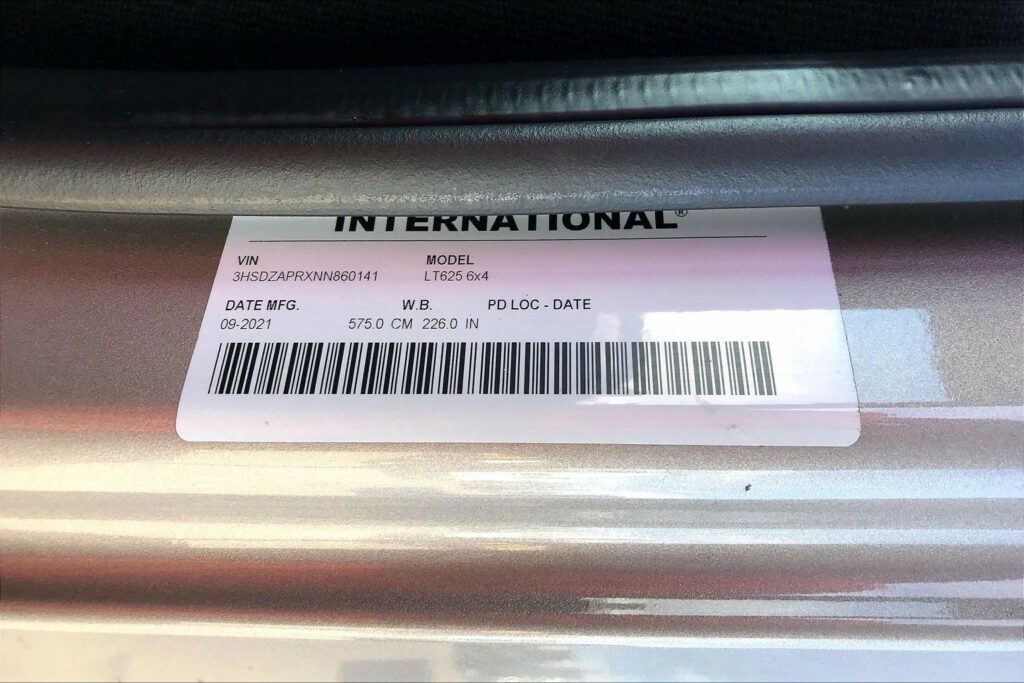 INTERNATIONAL®
VIN MODEL
3HSDZAPRXNN860141 LT625 6x4
DATE MFG. W.B. PD LOC - DATE
09-2021 575.0 CM 226.0 IN